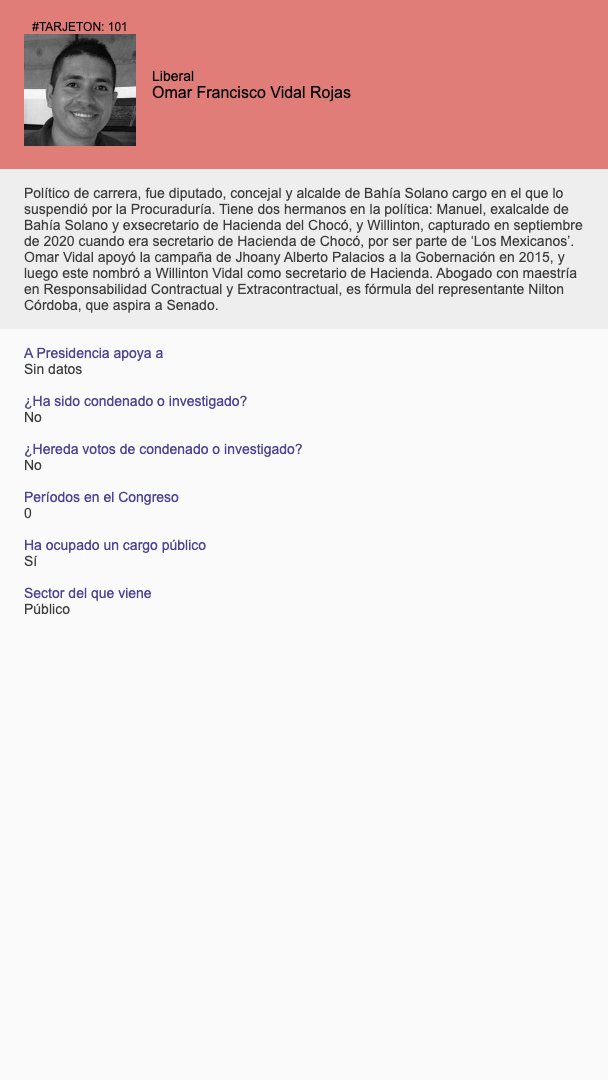 #TARJETON: 101
Liberal
Omar Francisco Vidal Rojas
Político de carrera, fue diputado, concejal y alcalde de Bahía Solano cargo en el que lo
suspendió por la Procuraduría. Tiene dos hermanos en la política: Manuel, exalcalde de
Bahía Solano y exsecretario de Hacienda del Chocó, y Willinton, capturado en septiembre
de 2020 cuando era secretario de Hacienda de Chocó, por ser parte de ‘Los Mexicanos’.
Omar Vidal apoyó la campaña de Jhoany Alberto Palacios a la Gobernación en 2015, y
luego este nombró a Willinton Vidal como secretario de Hacienda. Abogado con maestría
en Responsabilidad Contractual y Extracontractual, es fórmula del representante Nilton
Córdoba, que aspira a Senado.
A Presidencia apoya a
Sin datos
¿Ha sido condenado o investigado?
No
¿Hereda votos de condenado o investigado?
No
Períodos en el Congreso
0
Ha ocupado un cargo público
Sí
Sector del que viene
Público